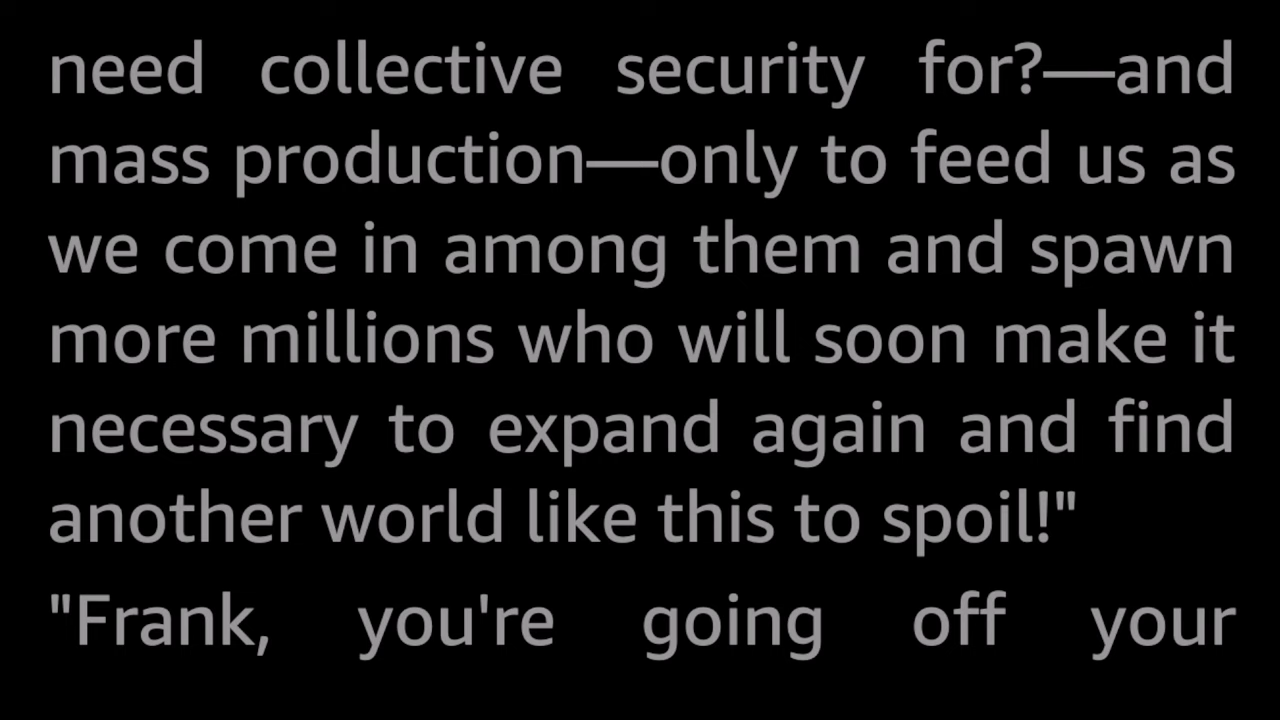 need collective security for?—and
mass production—only to feed us as
we come in among them and spawn
more millions who will soon make it
necessary to expand again and find
another world like this to spoil!"
"Frank, you're going off your